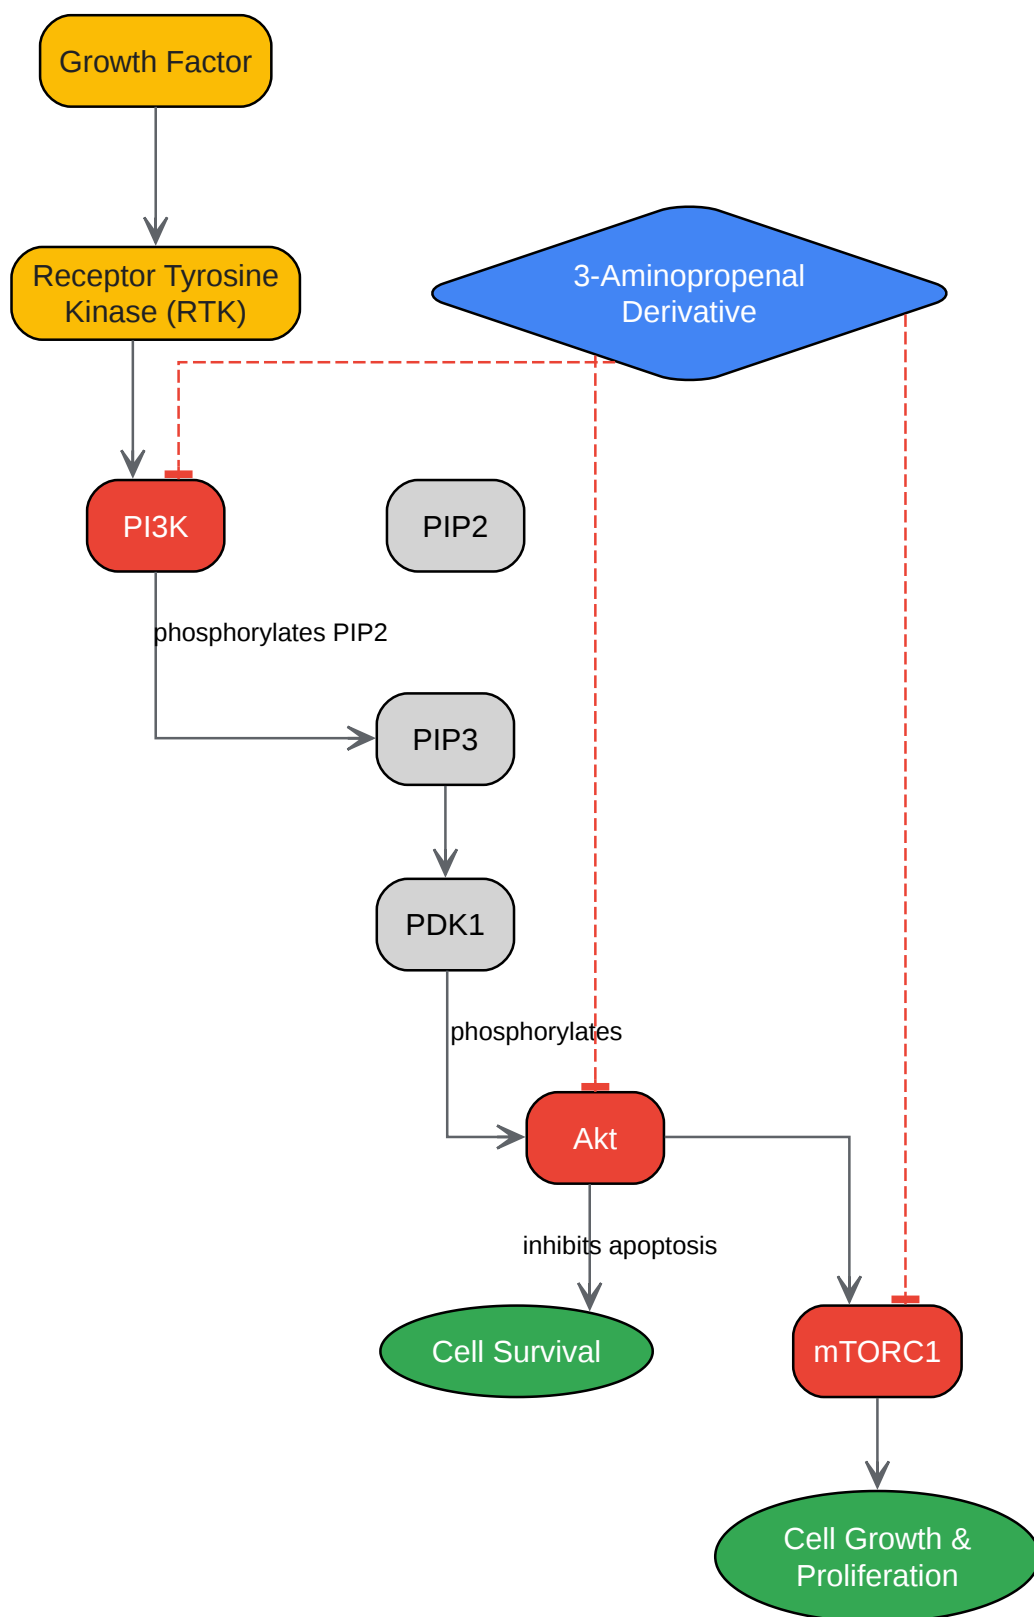 Growth Factor
Receptor Tyrosine
Kinase (RTK)
3-Aminopropenal
Derivative
PI3K
PIP2
phosphorylates PIP2
PIP3
PDK1
phosphorylates
Akt
inhibits apoptosis
Cell Survival
mTORC1
Cell Growth &
Proliferation